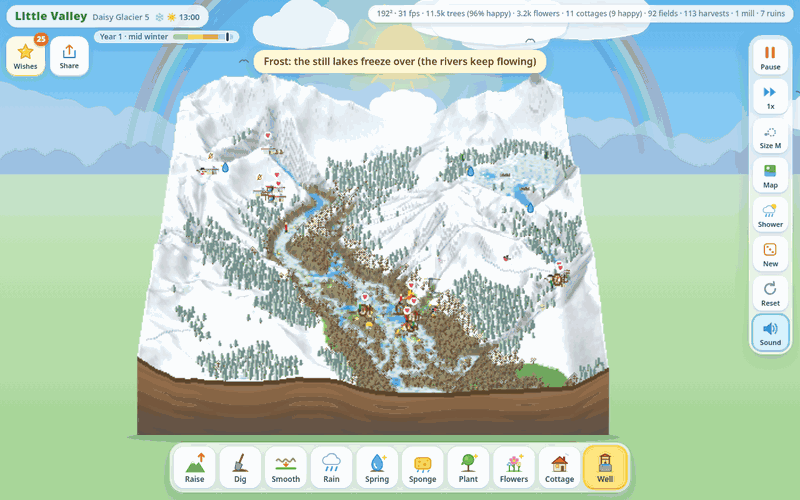 Little Valley Daisy Glacier 5 13:00
192² · 31 fps · 11.5k trees (96% happy) · 3.2k flowers · 11 cottages (9 happy) · 92 fields · 113 harvests · 1 mill · 7 ruins
Year 1 · mid winter
25
Wishes
Share
Frost: the still lakes freeze over (the rivers keep flowing)
Pause
1x
Size M
Map
Shower
New
Reset
Sound
Raise
Dig
Smooth
Rain
Spring
Sponge
Plant
Flowers
Cottage
Well